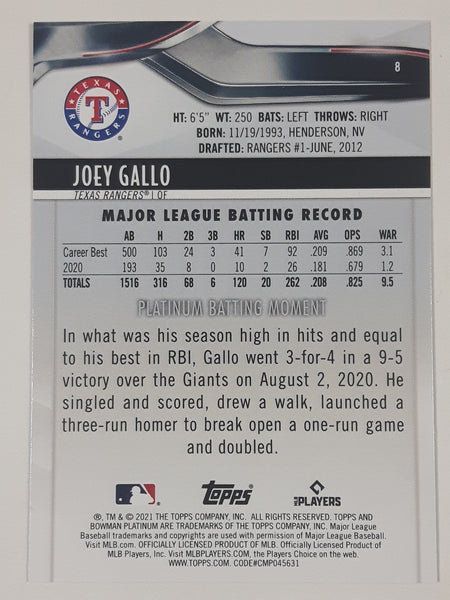 8
TEXAS
T
RANGERS
HT: 6'5" WT: 250 BATS: LEFT THROWS: RIGHT
BORN: 11/19/1993, HENDERSON, NV
DRAFTED: RANGERS #1-JUNE, 2012
JOEY GALLO
TEXAS RANGERS® | OF
MAJOR LEAGUE BATTING RECORD
AB H 2B 3B HR SB RBI AVG OPS WAR
Career Best 500 103 24 3 41 7 92 .209 .869 3.1
2020 193 35 8 0 10 2 26 .181 .679 1.2
TOTALS 1516 316 68 6 120 20 262 .208 .825 9.5
PLATINUM BATTING MOMENT
In what was his season high in hits and equal
to his best in RBI, Gallo went 3-for-4 in a 9-5
victory over the Giants on August 2, 2020. He
singled and scored, drew a walk, launched a
three-run homer to break open a one-run game
and doubled.
Topps
MLB PLAYERS
®, TM & © 2021 THE TOPPS COMPANY, INC. ALL RIGHTS RESERVED. TOPPS AND
BOWMAN PLATINUM ARE TRADEMARKS OF THE TOPPS COMPANY, INC. Major League
Baseball trademarks and copyrights are used with permission of Major League Baseball.
Visit MLB.com. OFFICIALLY LICENSED PRODUCT OF MLB. Officially Licensed Product of
MLB Players, Inc. Visit MLBPLAYERS.com, the Players Choice on the web.
WWW.TOPPS.COM. CODE#CMP045631